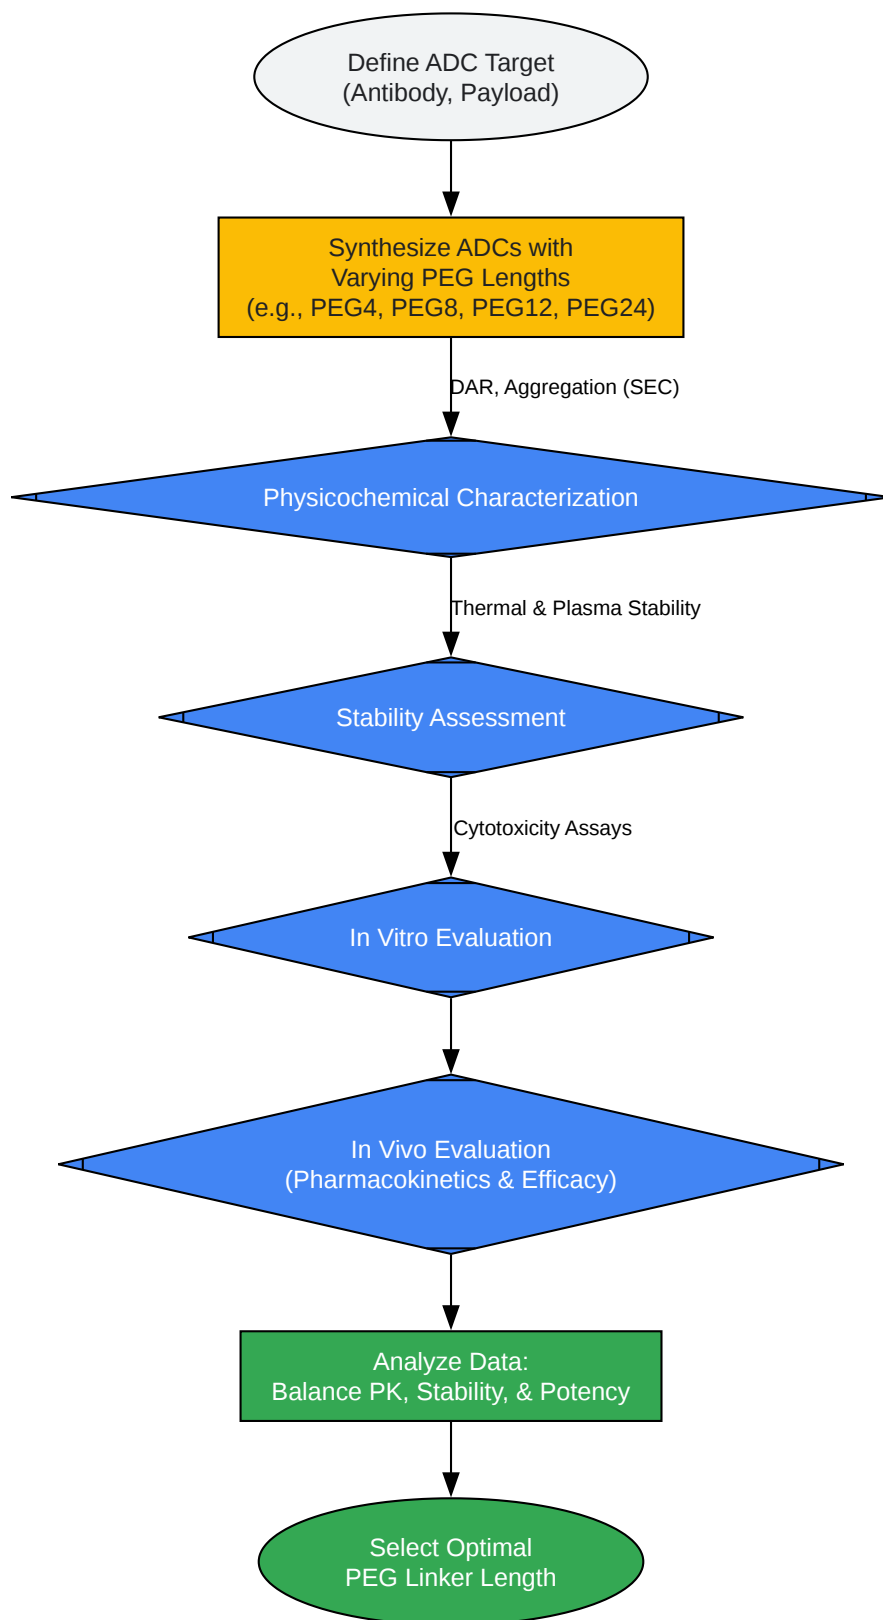 Define ADC Target
(Antibody, Payload)
Synthesize ADCs with
Varying PEG Lengths
(e.g., PEG4, PEG8, PEG12, PEG24)
DAR, Aggregation (SEC)
Physicochemical Characterization
Thermal & Plasma Stability
Stability Assessment
Cytotoxicity Assays
In Vitro Evaluation
In Vivo Evaluation
(Pharmacokinetics & Efficacy)
Analyze Data:
Balance PK, Stability, & Potency
Select Optimal
PEG Linker Length